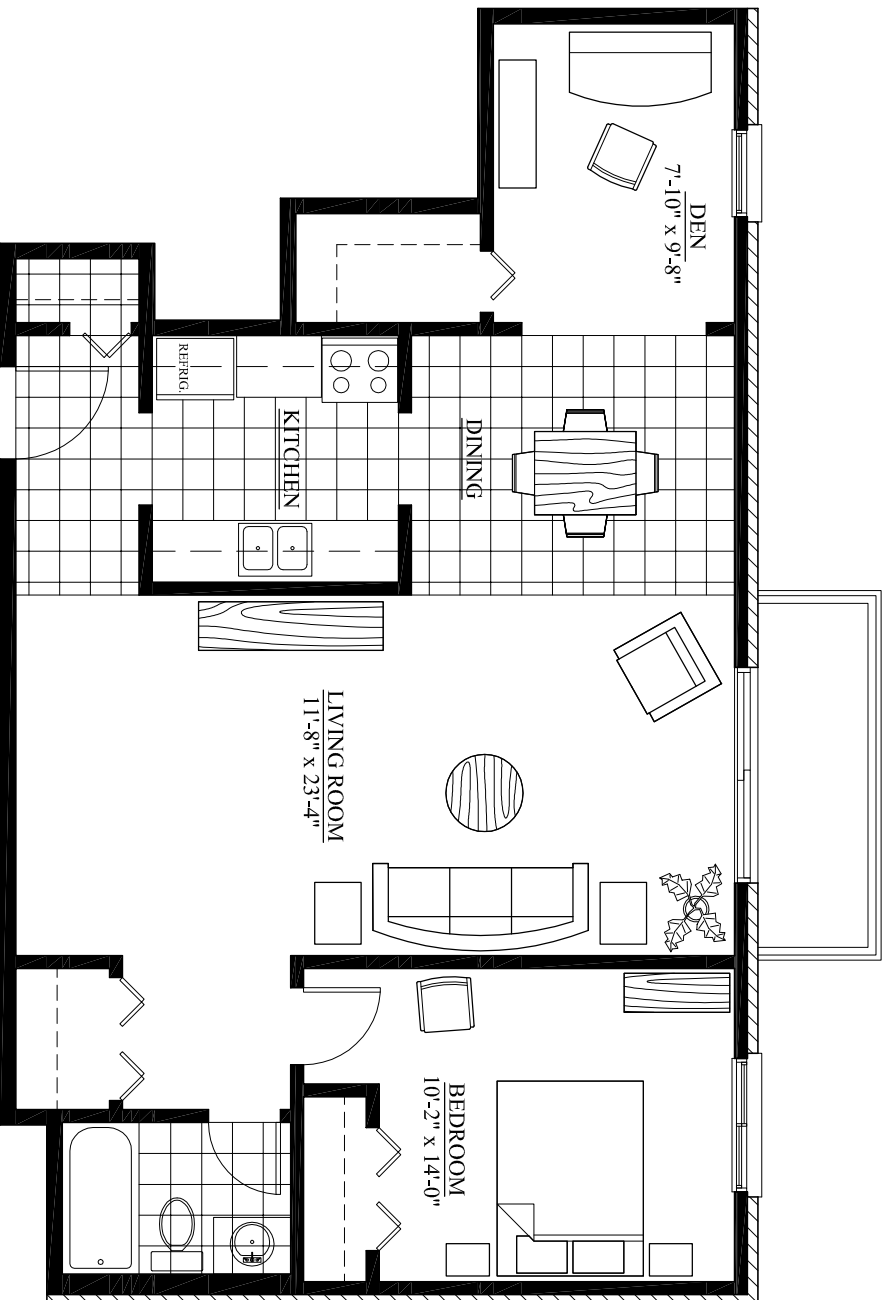 DEN
7'-10" x 9'-8"
DINING
KITCHEN
REFRIG.
LIVING ROOM
11'-8" x 23'-4"
BEDROOM
10'-2" x 14'-0"